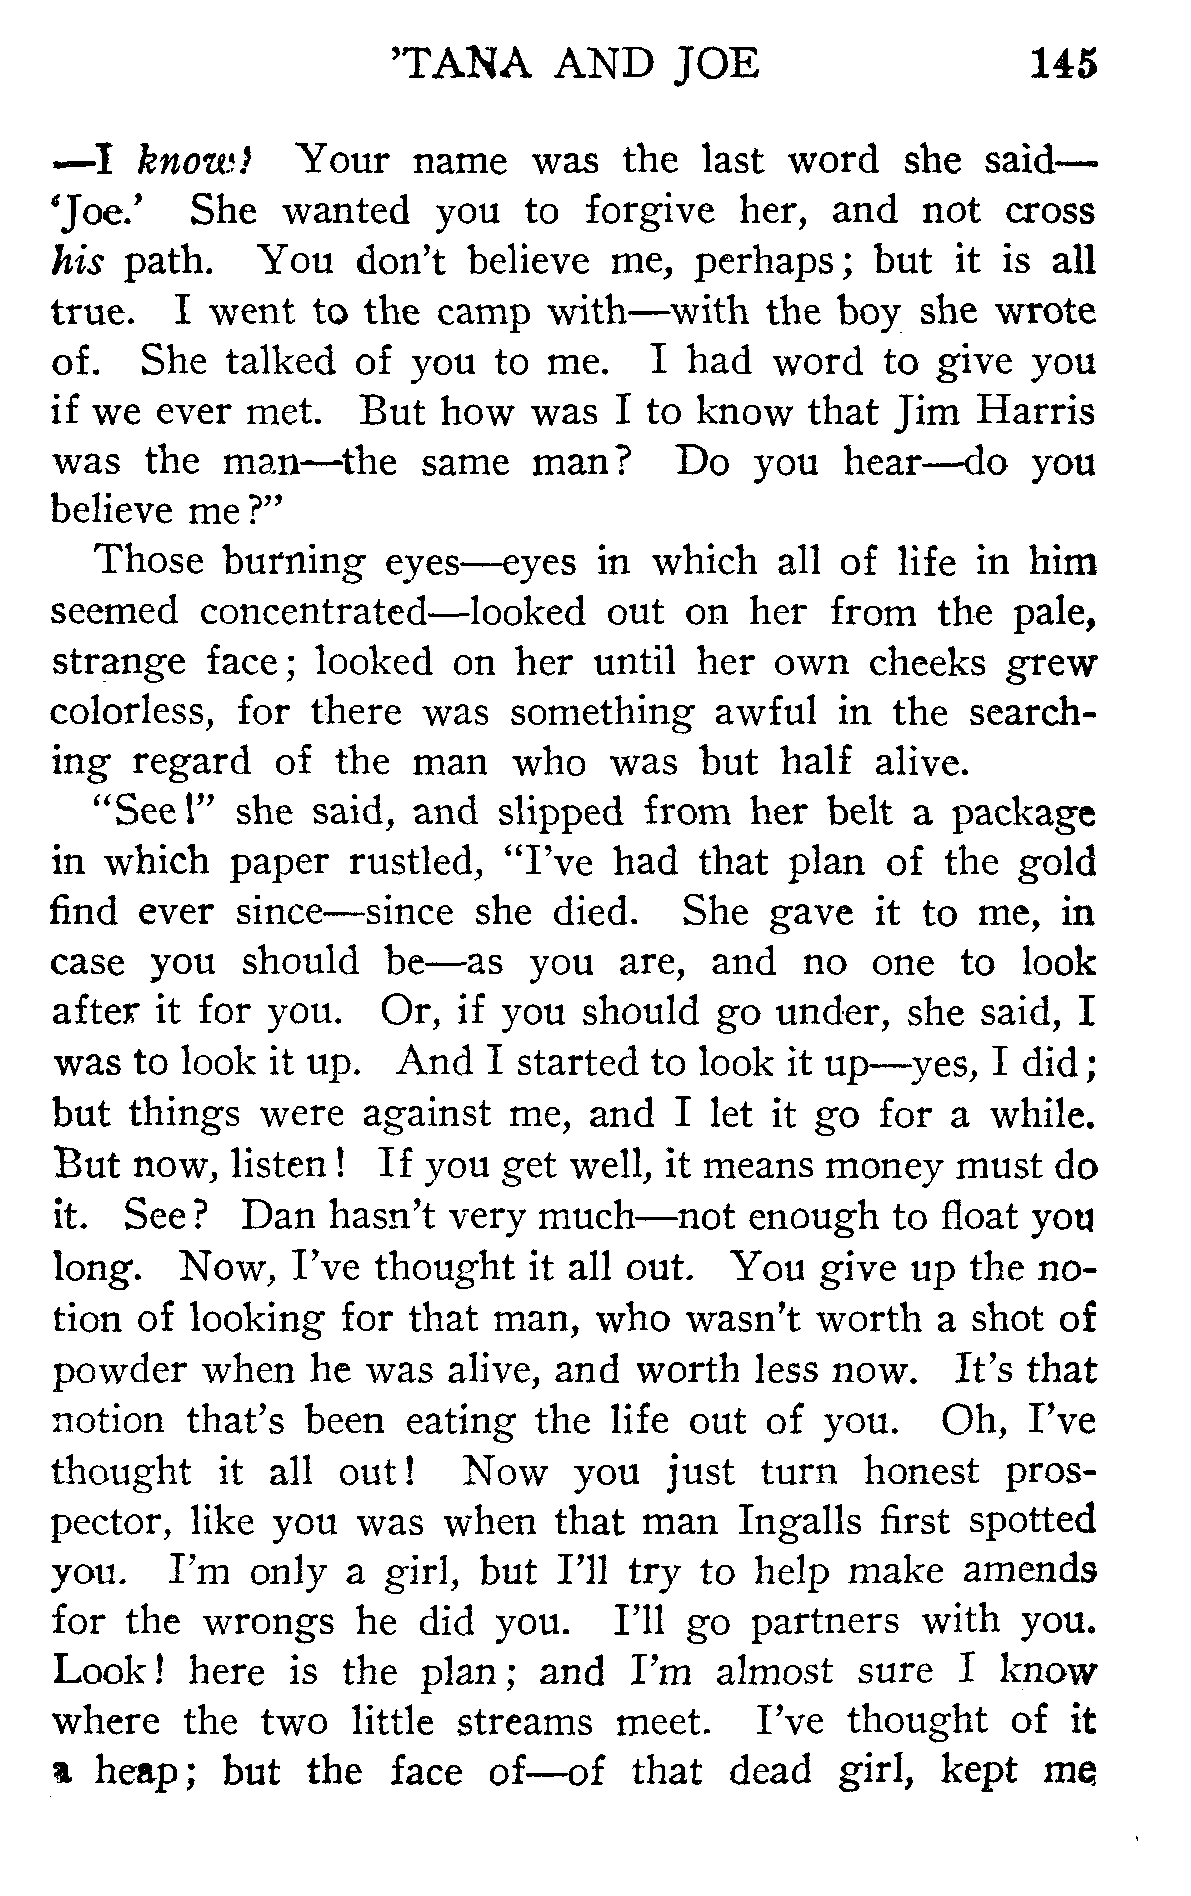 ’TANA AND JOE 145
—I know! Your name was the last word she said—
‘Joe.’ She wanted you to forgive her, and not cross
his path. You don’t believe me, perhaps; but it is all
true. I went to the camp with—with the boy she wrote
of. She talked of you to me. I had word to give you
if we ever met. But how was I to know that Jim Harris
was the man—the same man? Do you hear—do you
believe me?”
Those burning eyes—eyes in which all of life in him
seemed concentrated—looked out on her from the pale,
strange face; looked on her until her own cheeks grew
colorless, for there was something awful in the search-
ing regard of the man who was but half alive.
“See!” she said, and slipped from her belt a package
in which paper rustled, “I’ve had that plan of the gold
find ever since—since she died. She gave it to me, in
case you should be—as you are, and no one to look
after it for you. Or, if you should go under, she said, I
was to look it up. And I started to look it up—yes, I did;
but things were against me, and I let it go for a while.
But now, listen! If you get well, it means money must do
it. See? Dan hasn’t very much—not enough to float you
long. Now, I’ve thought it all out. You give up the no-
tion of looking for that man, who wasn’t worth a shot of
powder when he was alive, and worth less now. It’s that
notion that’s been eating the life out of you. Oh, I’ve
thought it all out! Now you just turn honest pros-
pector, like you was when that man Ingalls first spotted
you. I’m only a girl, but I’ll try to help make amends
for the wrongs he did you. I’ll go partners with you.
Look! here is the plan; and I’m almost sure I know
where the two little streams meet. I’ve thought of it
a heap; but the face of—of that dead girl, kept me